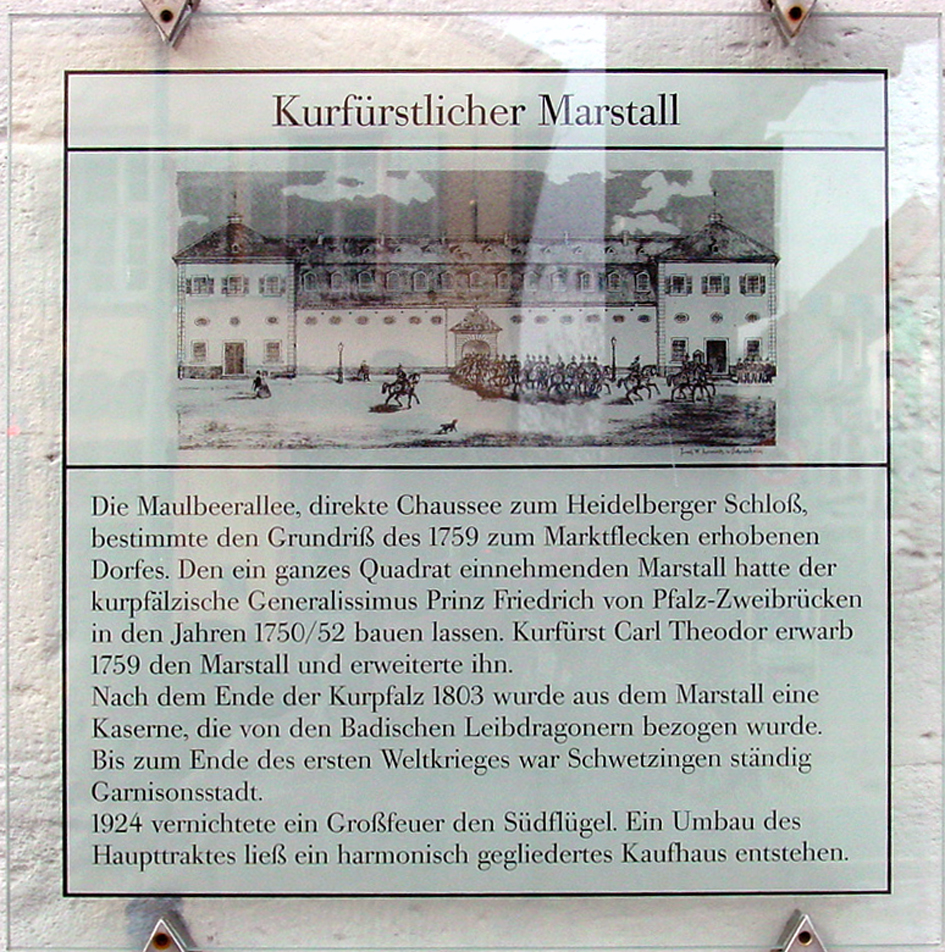 Kurfürstlicher Marstall
Die Maulbeerallee, direkte Chaussee zum Heidelberger Schloß,
bestimmte den Grundriß des 1759 zum Marktflecken erhobenen
Dorfes. Den ein ganzes Quadrat einnehmenden Marstall hatte der
kurpfälzische Generalissimus Prinz Friedrich von Pfalz-Zweibrücken
in den Jahren 1750/52 bauen lassen. Kurfürst Carl Theodor erwarb
1759 den Marstall und erweiterte ihn.
Nach dem Ende der Kurpfalz 1803 wurde aus dem Marstall eine
Kaserne, die von den Badischen Leibdragonern bezogen wurde.
Bis zum Ende des ersten Weltkrieges war Schwetzingen ständig
Garnisonsstadt.
1924 vernichtete ein Großfeuer den Südflügel. Ein Umbau des
Haupttraktes ließ ein harmonisch gegliedertes Kaufhaus entstehen.